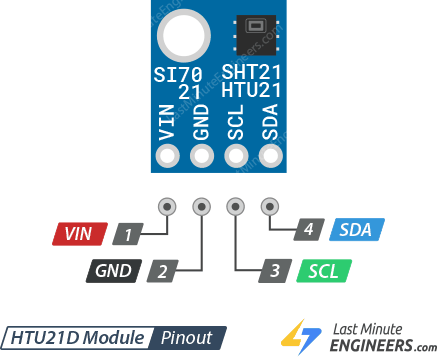 SI70
21
SHT21
HTU21
VIN
GND
SCL
SDA
VIN 1
4 SDA
GND 2
3 SCL
HTU21D Module Pinout
Last Minute
ENGINEERS.com